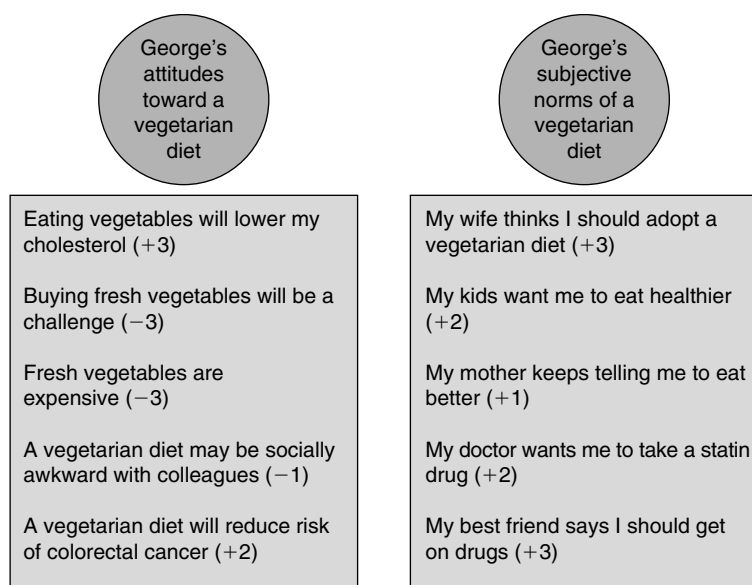 George's
attitudes
toward a
vegetarian
diet
Eating vegetables will lower my
cholesterol (+3)
Buying fresh vegetables will be a
challenge (−3)
Fresh vegetables are
expensive (−3)
A vegetarian diet may be socially
awkward with colleagues (−1)
A vegetarian diet will reduce risk
of colorectal cancer (+2)
George's
subjective
norms of a
vegetarian
diet
My wife thinks I should adopt a
vegetarian diet (+3)
My kids want me to eat healthier
(+2)
My mother keeps telling me to eat
better (+1)
My doctor wants me to take a statin
drug (+2)
My best friend says I should get
on drugs (+3)